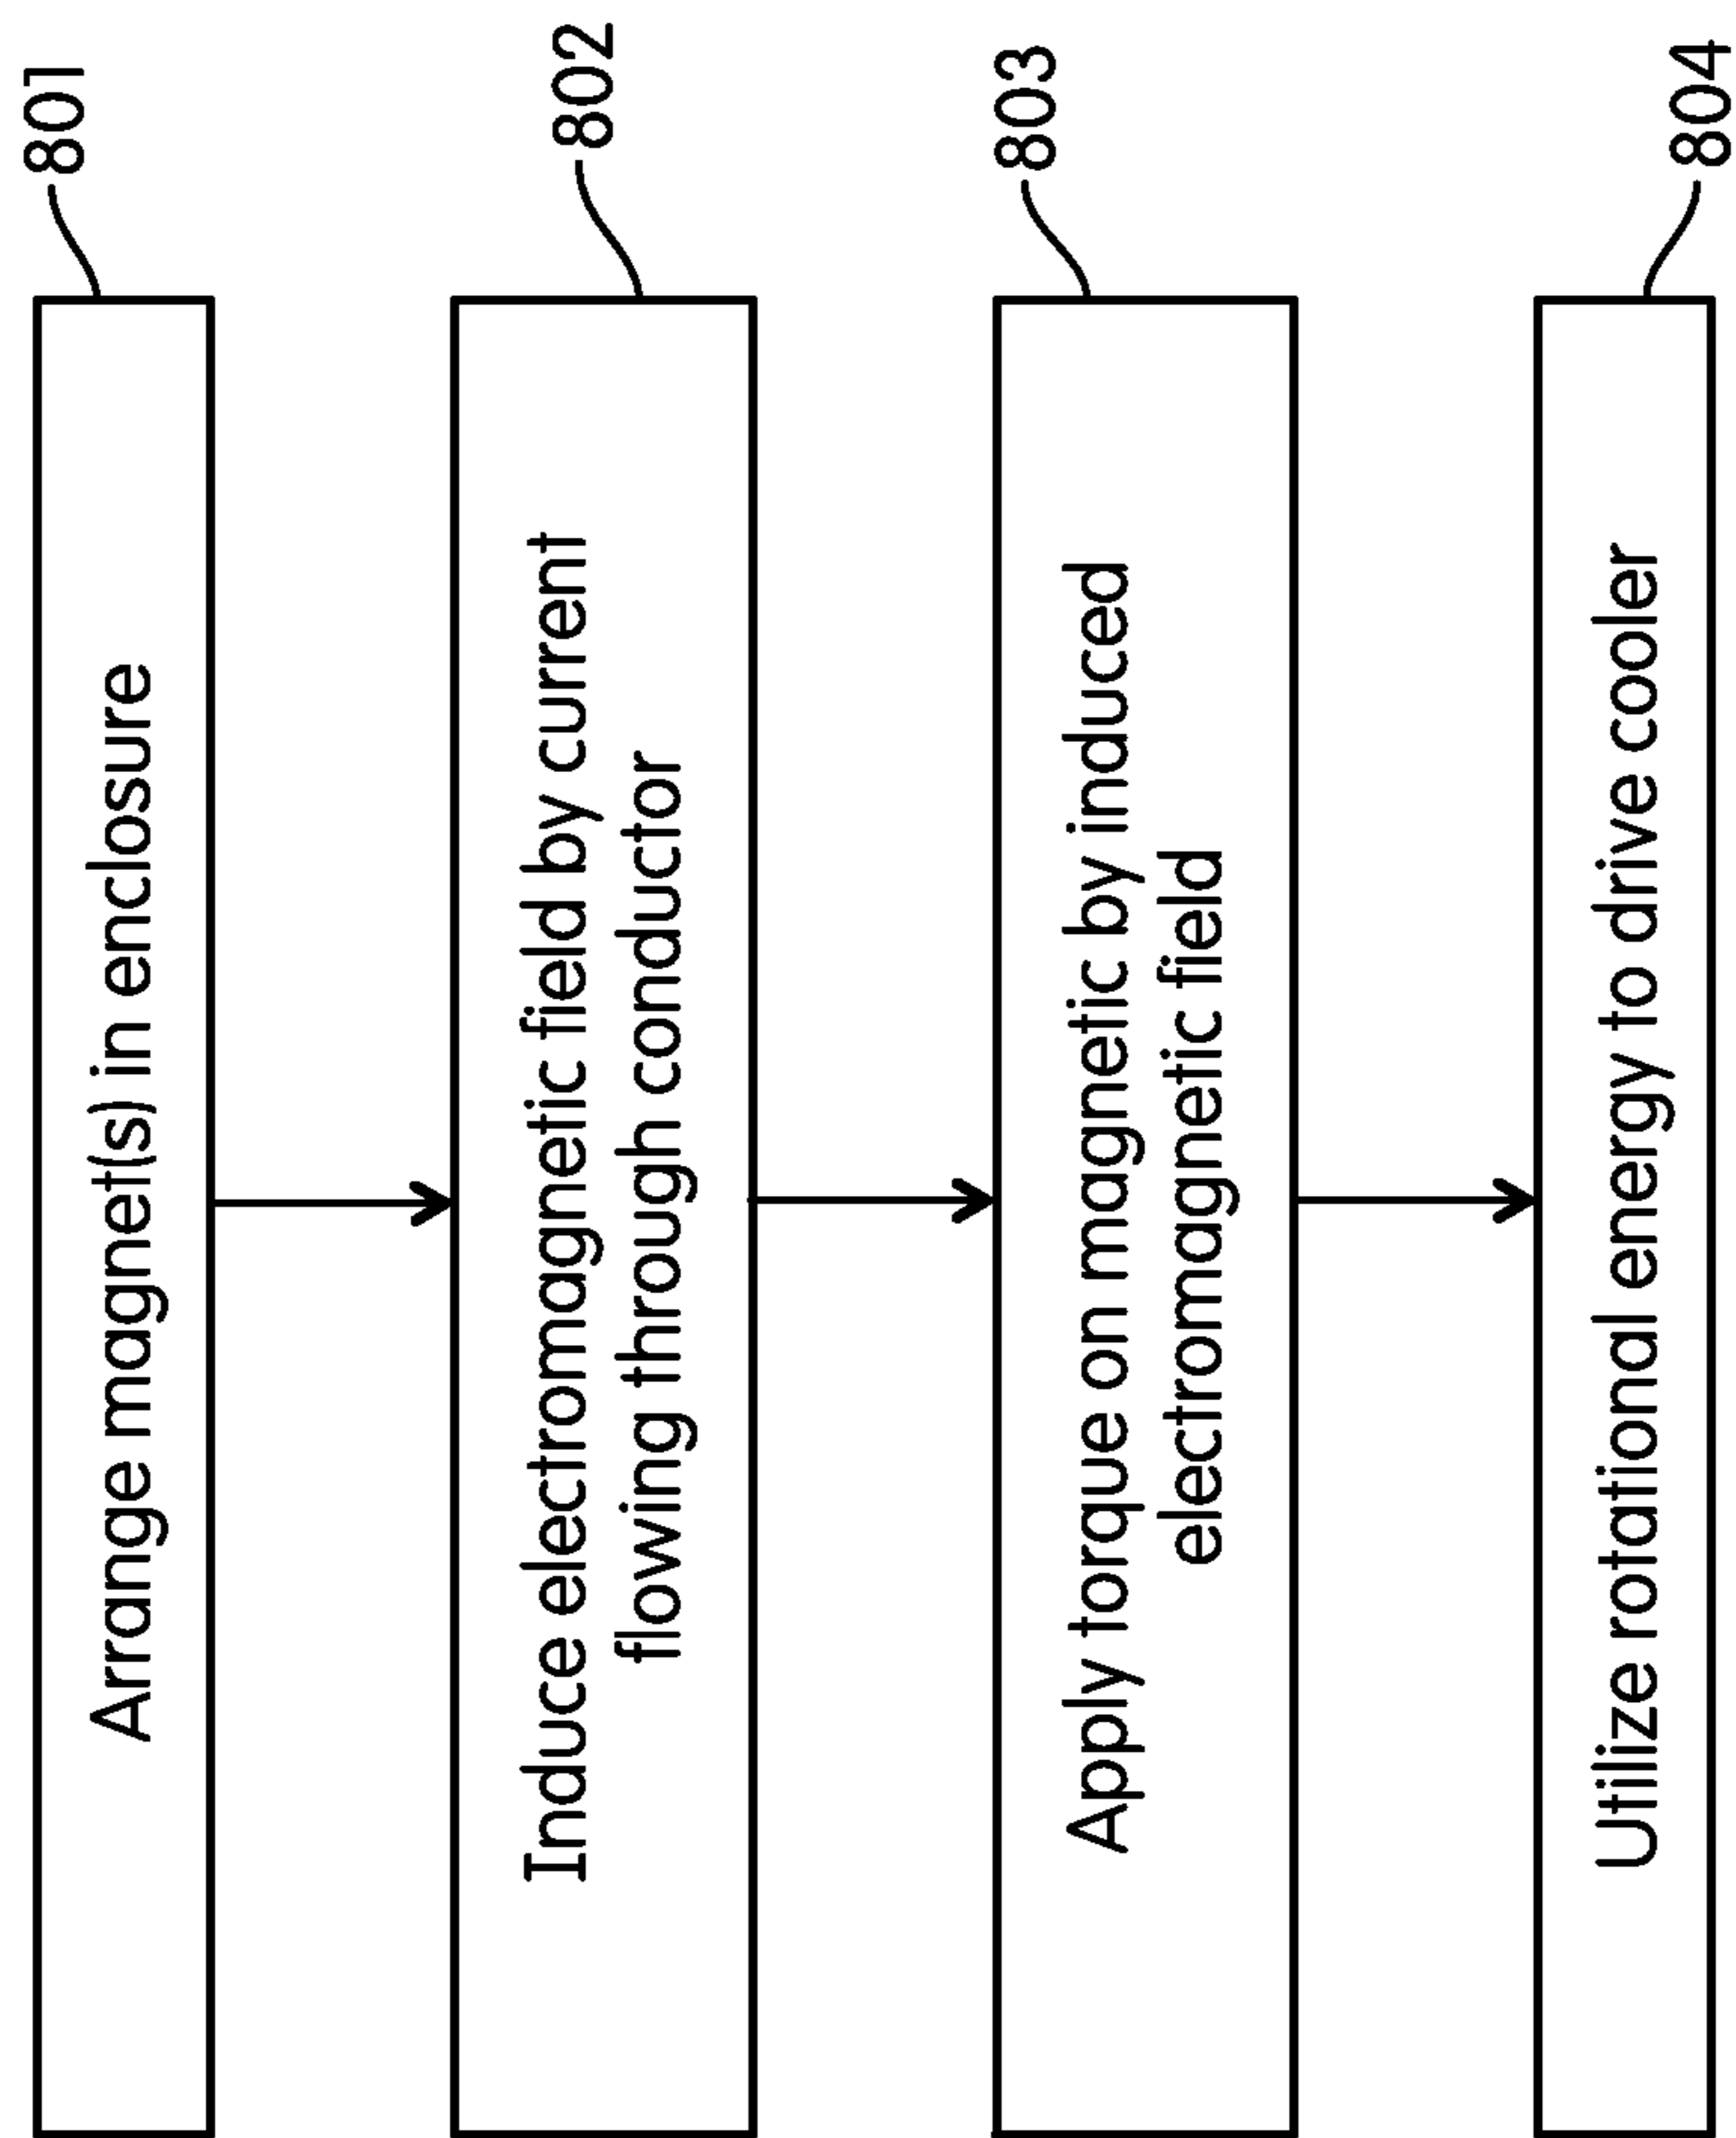 801
Arrange magnet(s) in enclosure
802
Induce electromagnetic field by current
flowing through conductor
803
Apply torque on magnetic by induced
electromagnetic field
804
Utilize rotational energy to drive cooler